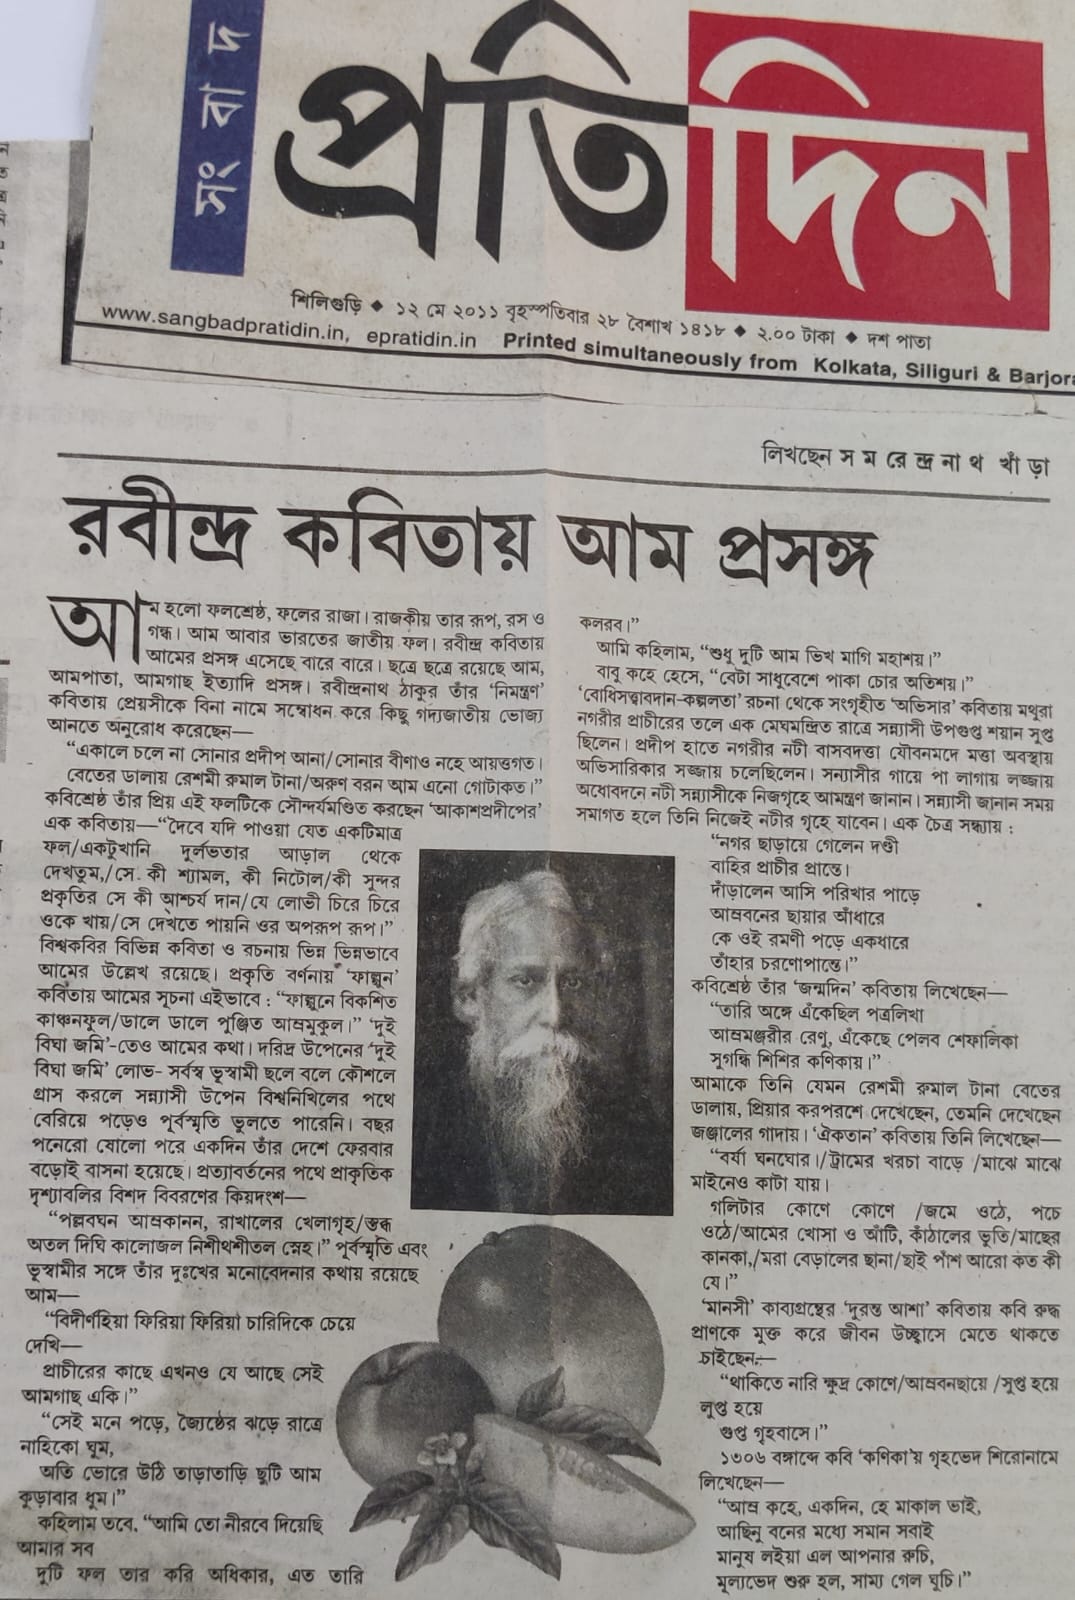 সংবাদ
প্রতিদিন
শিলিগুড়ি ◆ ১২ মে ২০১১ বৃহস্পতিবার ২৮ বৈশাখ ১৪১৮ ◆ ২.০০ টাকা ◆ দশ পাতা
www.sangbadpratidin.in, epratidin.in Printed simultaneously from Kolkata, Siliguri & Barjora
লিখছেন সমরেন্দ্রনাথ খাঁড়া
রবীন্দ্র কবিতায় আম প্রসঙ্গ
আম হলো ফলশ্রেষ্ঠ, ফলের রাজা। রাজকীয় তার রূপ, রস ও
গন্ধ। আম আবার ভারতের জাতীয় ফল। রবীন্দ্র কবিতায়
আমের প্রসঙ্গ এসেছে বারে বারে। ছত্রে ছত্রে রয়েছে আম,
আমপাতা, আমগাছ ইত্যাদি প্রসঙ্গ। রবীন্দ্রনাথ ঠাকুর তাঁর ‘নিমন্ত্রণ’
কবিতায় প্রেয়সীকে বিনা নামে সম্বোধন করে কিছু গদ্যজাতীয় ভোজ্য
আনতে অনুরোধ করেছেন—
“একালে চলে না সোনার প্রদীপ আনা/সোনার বীণাও নহে আয়ত্তগত।
বেতের ডালায় রেশমী রুমাল টানা/অরুণ বরন আম এনো গোটাকত।”
কবিশ্রেষ্ঠ তাঁর প্রিয় এই ফলটিকে সৌন্দর্যমণ্ডিত করছেন ‘আকাশপ্রদীপের’
এক কবিতায়—“দৈবে যদি পাওয়া যেত একটিমাত্র
ফল/একটুখানি দুর্লভতার আড়াল থেকে
দেখতুম,/সে কী শ্যামল, কী নিটোল/কী সুন্দর
প্রকৃতির সে কী আশ্চর্য দান/যে লোভী চিরে চিরে
ওকে খায়/সে দেখতে পায়নি ওর অপরূপ রূপ।”
বিশ্বকবির বিভিন্ন কবিতা ও রচনায় ভিন্ন ভিন্নভাবে
আমের উল্লেখ রয়েছে। প্রকৃতি বর্ণনায় ‘ফাল্গুন’
কবিতায় আমের সূচনা এইভাবে : “ফাল্গুনে বিকশিত
কাঞ্চনফুল/ডালে ডালে পুঞ্জিত আম্রমুকুল।” ‘দুই
বিঘা জমি’-তেও আমের কথা। দরিদ্র উপেনের ‘দুই
বিঘা জমি’ লোভ- সর্বস্ব ভূস্বামী ছলে বলে কৌশলে
গ্রাস করলে সন্ন্যাসী উপেন বিশ্বনিখিলের পথে
বেরিয়ে পড়েও পূর্বস্মৃতি ভুলতে পারেনি। বছর
পনেরো ষোলো পরে একদিন তাঁর দেশে ফেরবার
বড়োই বাসনা হয়েছে। প্রত্যাবর্তনের পথে প্রাকৃতিক
দৃশ্যাবলির বিশদ বিবরণের কিয়দংশ—
“পল্লবঘন আম্রকানন, রাখালের খেলাগৃহ/স্তব্ধ
অতল দিঘি কালোজল নিশীথশীতল স্নেহ।” পূর্বস্মৃতি এবং
ভূস্বামীর সঙ্গে তাঁর দুঃখের মনোবেদনার কথায় রয়েছে
আম—
“বিদীর্ণহিয়া ফিরিয়া ফিরিয়া চারিদিকে চেয়ে
দেখি—
প্রাচীরের কাছে এখনও যে আছে সেই
আমগাছ একি।”
“সেই মনে পড়ে, জ্যৈষ্ঠের ঝড়ে রাত্রে
নাহিকো ঘুম,
অতি ভোরে উঠি তাড়াতাড়ি ছুটি আম
কুড়াবার ধুম।”
কহিলাম তবে, “আমি তো নীরবে দিয়েছি
আমার সব
দুটি ফল তার করি অধিকার, এত তারি
কলরব।”
আমি কহিলাম, “শুধু দুটি আম ভিখ মাগি মহাশয়।”
বাবু কহে হেসে, “বেটা সাধুবেশে পাকা চোর অতিশয়।”
‘বোধিসত্ত্বাবদান-কল্পলতা’ রচনা থেকে সংগৃহীত ‘অভিসার’ কবিতায় মথুরা
নগরীর প্রাচীরের তলে এক মেঘমন্দ্রিত রাত্রে সন্ন্যাসী উপগুপ্ত শয়ান সুপ্ত
ছিলেন। প্রদীপ হাতে নগরীর নটী বাসবদত্তা যৌবনমদে মত্তা অবস্থায়
অভিসারিকার সজ্জায় চলেছিলেন। সন্ন্যাসীর গায়ে পা লাগায় লজ্জায়
অধোবদনে নটী সন্ন্যাসীকে নিজগৃহে আমন্ত্রণ জানান। সন্ন্যাসী জানান সময়
সমাগত হলে তিনি নিজেই নটীর গৃহে যাবেন। এক চৈত্র সন্ধ্যায় :
“নগর ছাড়ায়ে গেলেন দণ্ডী
বাহির প্রাচীর প্রান্তে।
দাঁড়ালেন আসি পরিখার পাড়ে
আম্রবনের ছায়ার আঁধারে
কে ওই রমণী পড়ে একধারে
তাঁহার চরণোপান্তে।”
কবিশ্রেষ্ঠ তাঁর ‘জন্মদিন’ কবিতায় লিখেছেন—
“তারি অঙ্গে এঁকেছিল পত্রলিখা
আম্রমঞ্জরীর রেণু, এঁকেছে পেলব শেফালিকা
সুগন্ধি শিশির কণিকায়।”
আমাকে তিনি যেমন রেশমী রুমাল টানা বেতের
ডালায়, প্রিয়ার করপরশে দেখেছেন, তেমনি দেখেছেন
জঞ্জালের গাদায়। ‘ঐকতান’ কবিতায় তিনি লিখেছেন—
“বর্ষা ঘনঘোর।/ট্রামের খরচা বাড়ে /মাঝে মাঝে
মাইনেও কাটা যায়।
গলিটার কোণে কোণে /জমে ওঠে, পচে
ওঠে/আমের খোসা ও আঁটি, কাঁঠালের ভুতি/মাছের
কানকা,/মরা বেড়ালের ছানা/ছাই পাঁশ আরো কত কী
যে।”
‘মানসী’ কাব্যগ্রন্থের ‘দুরন্ত আশা’ কবিতায় কবি রুদ্ধ
প্রাণকে মুক্ত করে জীবন উচ্ছ্বাসে মেতে থাকতে
চাইছেন—
“থাকিতে নারি ক্ষুদ্র কোণে/আম্রবনছায়ে /সুপ্ত হয়ে
লুপ্ত হয়ে
গুপ্ত গৃহবাসে।”
১৩০৬ বঙ্গাব্দে কবি ‘কণিকা’য় গৃহভেদ শিরোনামে
লিখেছেন—
“আম্র কহে, একদিন, হে মাকাল ভাই,
আছিনু বনের মধ্যে সমান সবাই
মানুষ লইয়া এল আপনার রুচি,
মূল্যভেদ শুরু হল, সাম্য গেল ঘুচি।”